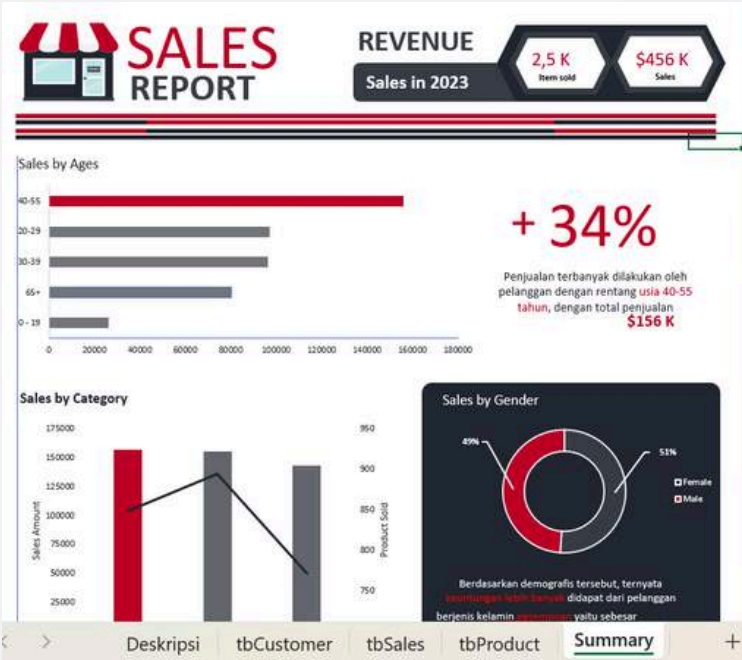 SALES
REPORT
REVENUE
Sales in 2023
2,5 K
Item sold
$456 K
Sales
Sales by Ages
40-55
20-29
30-39
65+
0 - 19
0 20000 40000 60000 80000 100000 120000 140000 160000 180000
+ 34%
Penjualan terbanyak dilakukan oleh
pelanggan dengan rentang usia 40-55
tahun, dengan total penjualan
$156 K
Sales by Category
175000
150000
125000
100000
75000
50000
25000
Sales Amount
950
900
850
800
750
Product Sold
Sales by Gender
49%
51%
Female
Male
Berdasarkan demografis tersebut, ternyata
keuntungan lebih banyak didapat dari pelanggan
berjenis kelamin perempuan yaitu sebesar
Deskripsi tbCustomer tbSales tbProduct Summary